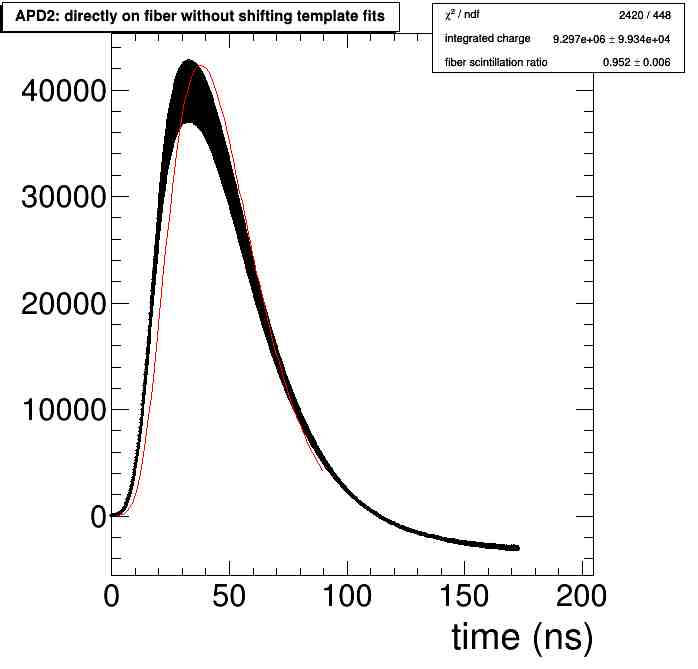 APD2: directly on fiber without shifting template fits
χ² / ndf 2420 / 448
integrated charge 9.297e+06 ± 9.934e+04
fiber scintillation ratio 0.952 ± 0.006
40000
30000
20000
10000
0
0 50 100 150 200
time (ns)